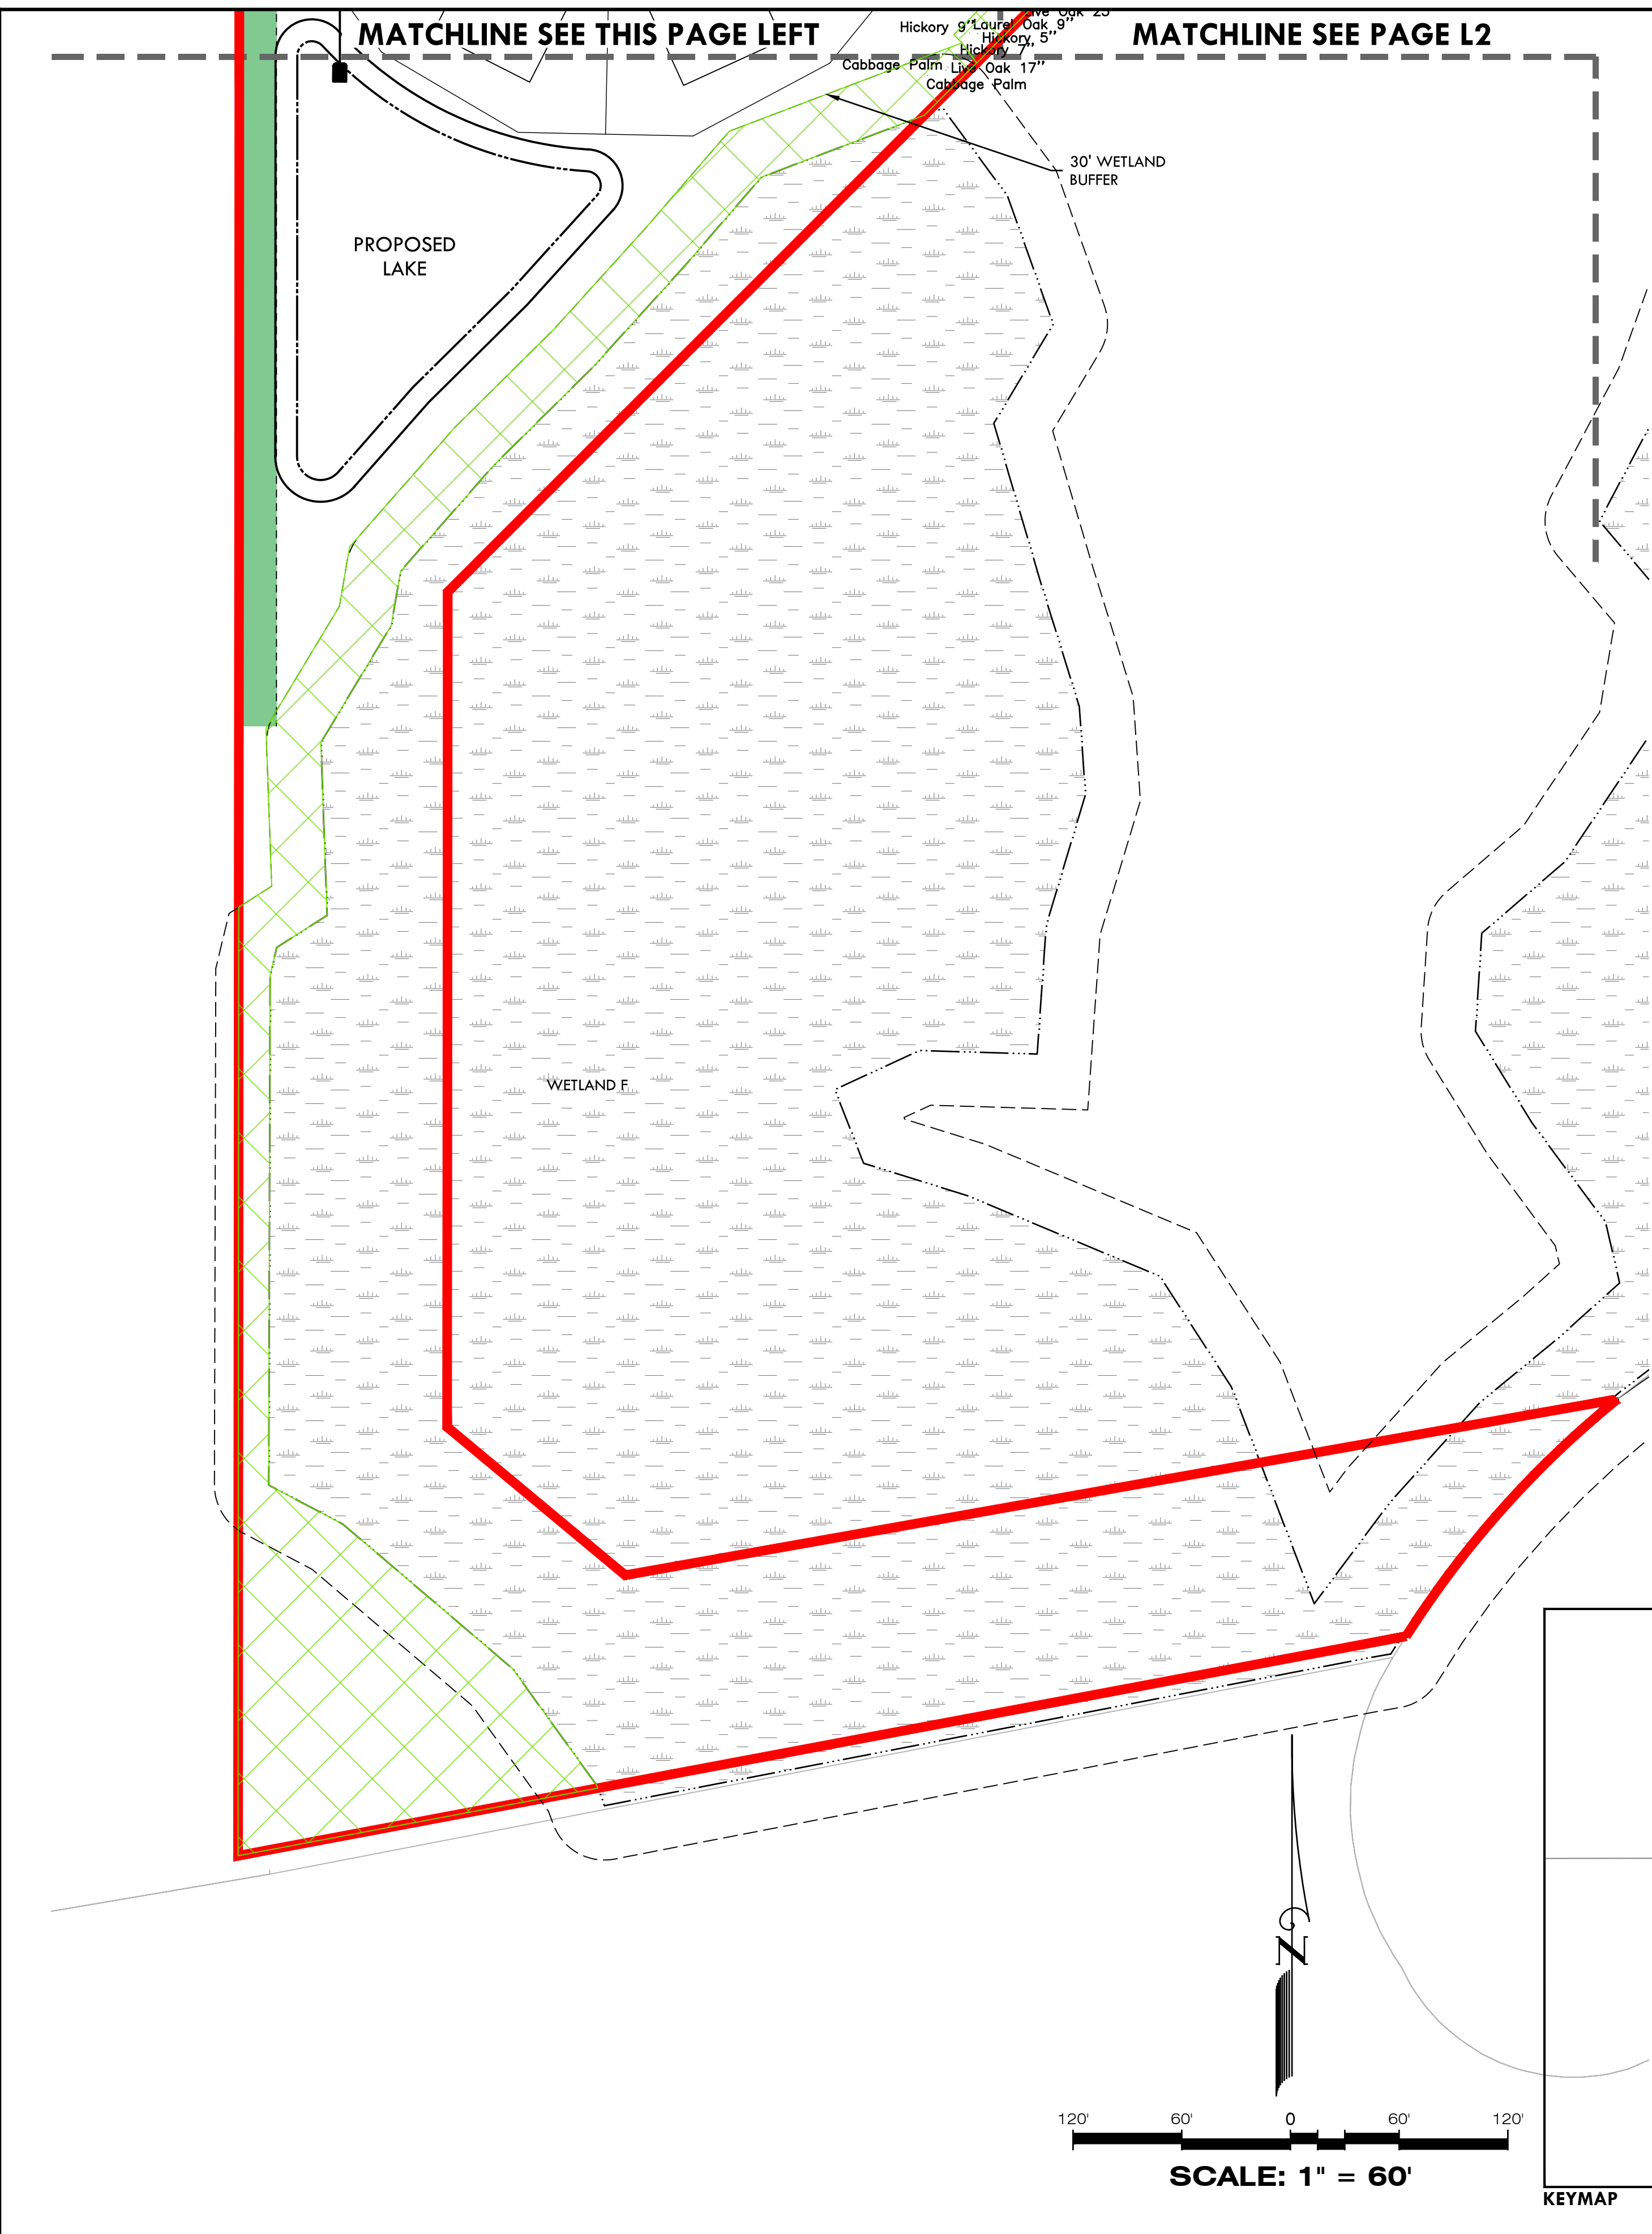 MATCHLINE SEE THIS PAGE LEFT
MATCHLINE SEE PAGE L2
Hickory 9"
Laurel Oak 9"
Hickory 5"
Hickory 7"
Cabbage Palm
Live Oak 17"
Cabbage Palm
30' WETLAND
BUFFER
PROPOSED
LAKE
WETLAND F
N
120' 60' 0 60' 120'
SCALE: 1" = 60'
KEYMAP